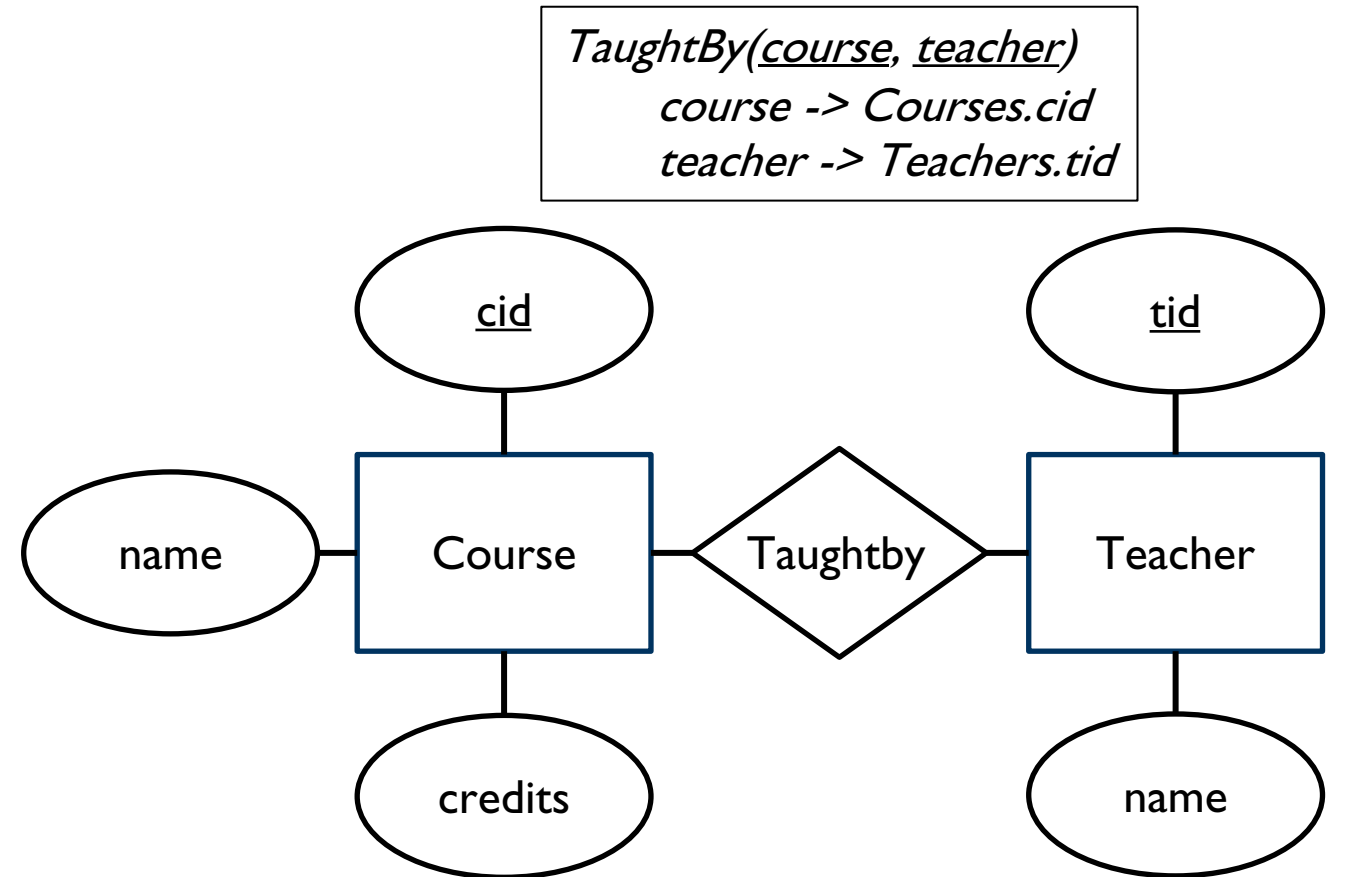 TaughtBy(course, teacher)
course -> Courses.cid
teacher -> Teachers.tid
cid
tid
name
Course
Taughtby
Teacher
credits
name